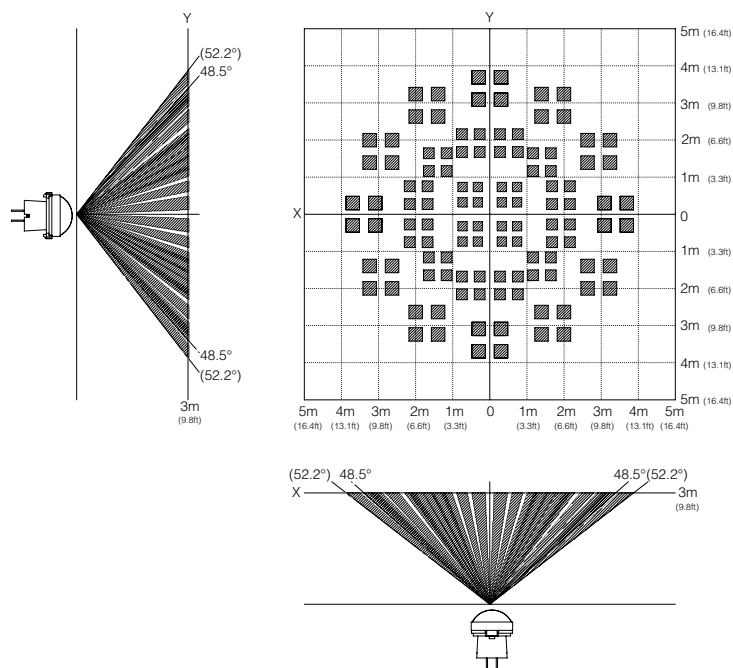 Y
(52.2°)
48.5°
48.5°
(52.2°)
3m
(9.8ft)
Y
X
5m (16.4ft)
4m (13.1ft)
3m (9.8ft)
2m (6.6ft)
1m (3.3ft)
0
1m (3.3ft)
2m (6.6ft)
3m (9.8ft)
4m (13.1ft)
5m (16.4ft)
5m 4m 3m 2m 1m 0 1m 2m 3m 4m 5m
(16.4ft) (13.1ft) (9.8ft) (6.6ft) (3.3ft) (3.3ft) (6.6ft) (9.8ft) (13.1ft) (16.4ft)
(52.2°) 48.5° 48.5° (52.2°)
X 3m
(9.8ft)